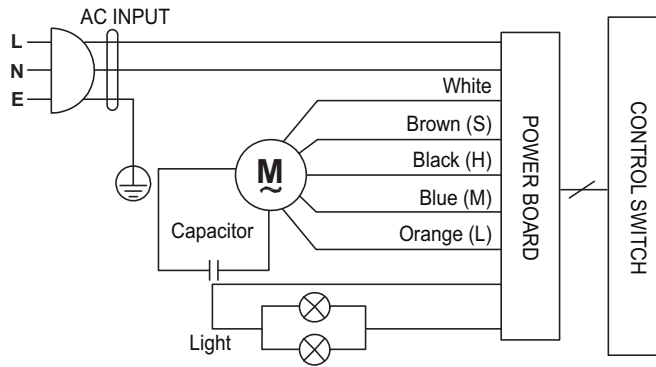 AC INPUT
L
N
E
White
Brown (S)
Black (H)
Blue (M)
Orange (L)
M
~
Capacitor
Light
POWER BOARD
CONTROL SWITCH